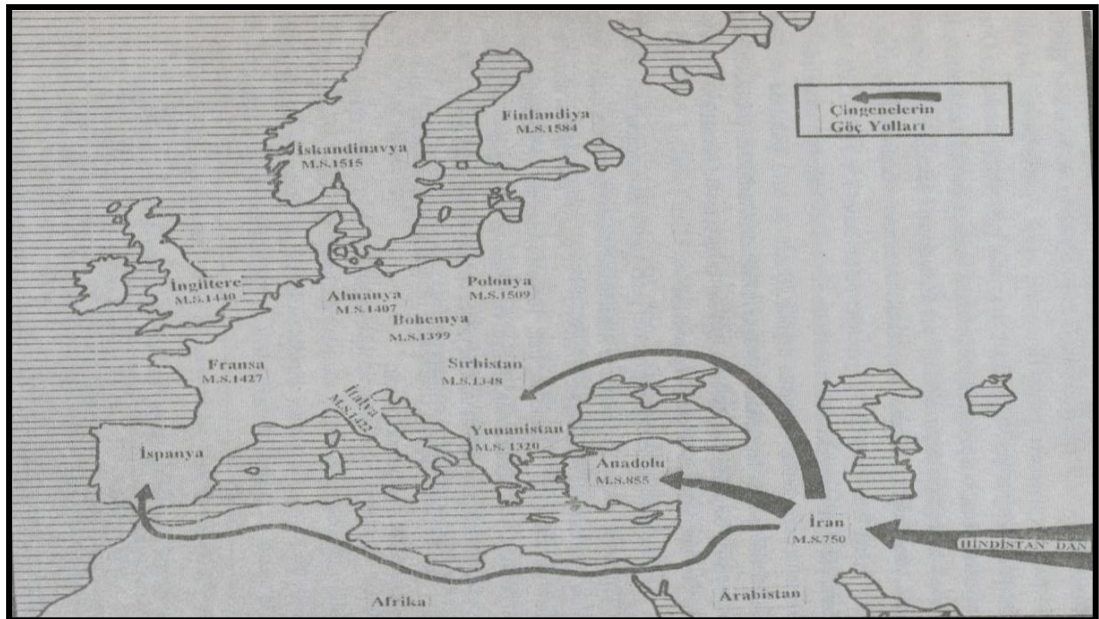 Çingenelerin
Göç Yolları
Finlandiya
M.S.1584
İskandinavya
M.S.1515
İngiltere
M.S.1440
Almanya
M.S.1407
Polonya
M.S.1509
Bohemya
M.S.1399
Fransa
M.S.1427
Sırbistan
M.S.1348
İtalya
M.S.1422
Yunanistan
M.S. 1320
İspanya
Anadolu
M.S.855
İran
M.S.750
HİNDİSTAN' DAN
Afrika
Arabistan